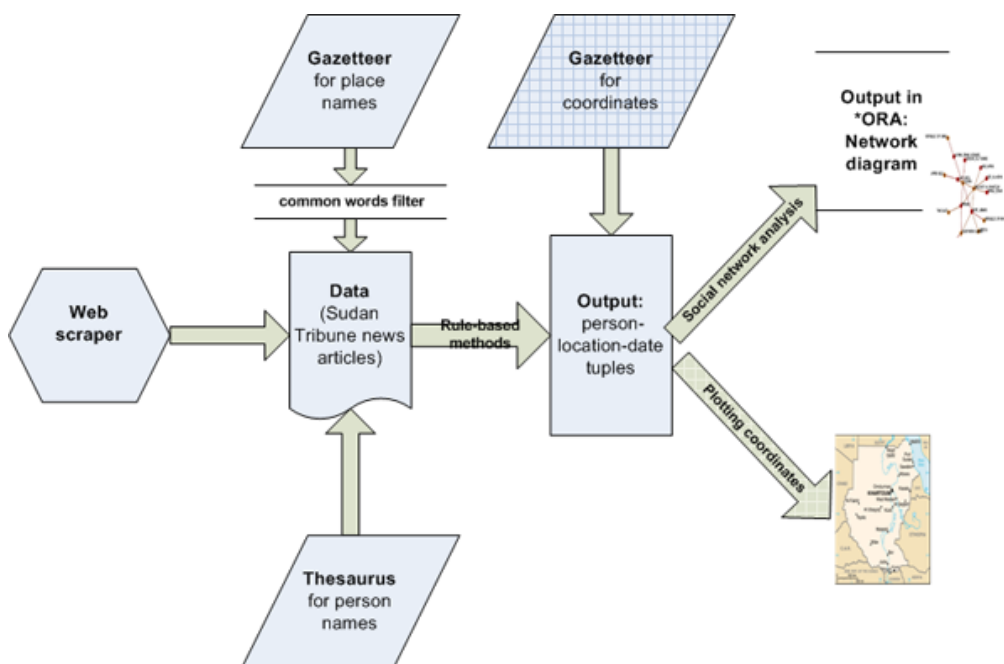 Gazetteer
for place
names
Gazetteer
for
coordinates
Output in
*ORA:
Network
diagram
common words filter
Web
scraper
Data
(Sudan
Tribune news
articles)
Rule-based
methods
Output:
person-
location-date
tuples
Social network analysis
Plotting coordinates
Thesaurus
for person
names